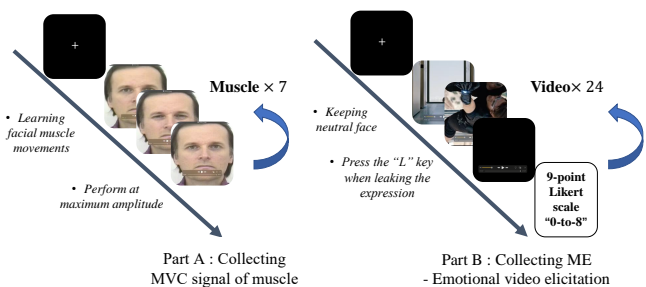 Muscle × 7
• Learning
facial muscle
movements
• Perform at
maximum amplitude
Part A : Collecting
MVC signal of muscle
Video× 24
• Keeping
neutral face
• Press the “L” key
when leaking the
expression
9-point
Likert
scale
“0-to-8”
Part B : Collecting ME
- Emotional video elicitation